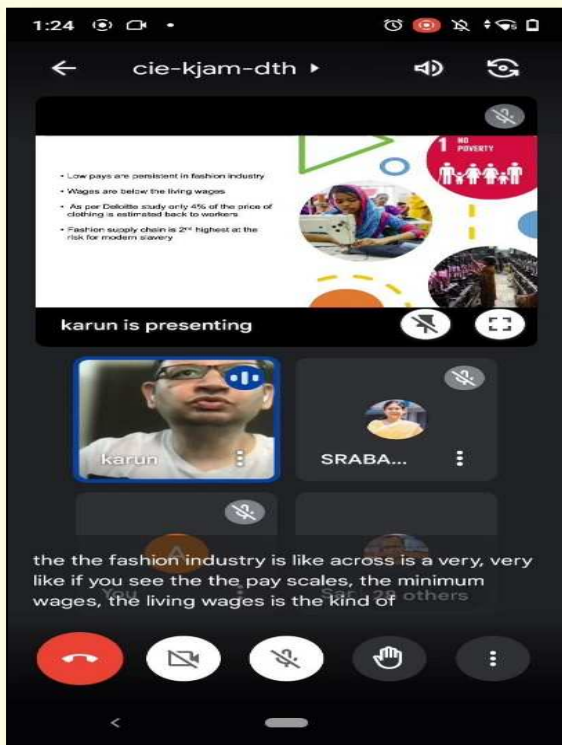 1:24
cie-kjam-dth
1 NO
POVERTY
• Low pays are persistent in fashion industry
• Wages are below the living wages
• As per Deloitte study only 4% of the price of
clothing is estimated back to workers
• Fashion supply chain is 2nd highest at the
risk for modern slavery
karun is presenting
karun
SRABA...
A
the the fashion industry is like across is a very, very
like if you see the the pay scales, the minimum
wages, the living wages is the kind of
You
Sar
28 others